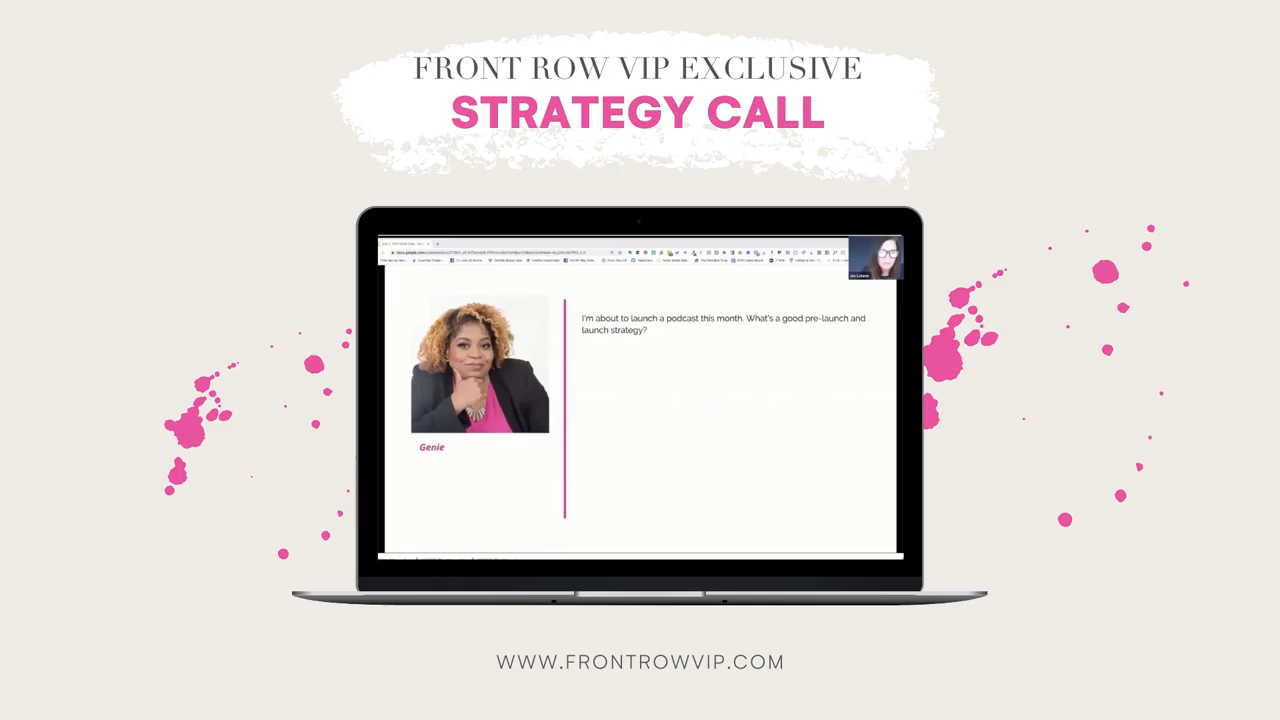 FRONT ROW VIP EXCLUSIVE
STRATEGY CALL
I'm about to launch a podcast this month. What's a good pre-launch and
launch strategy?
Genie
WWW.FRONTROWVIP.COM